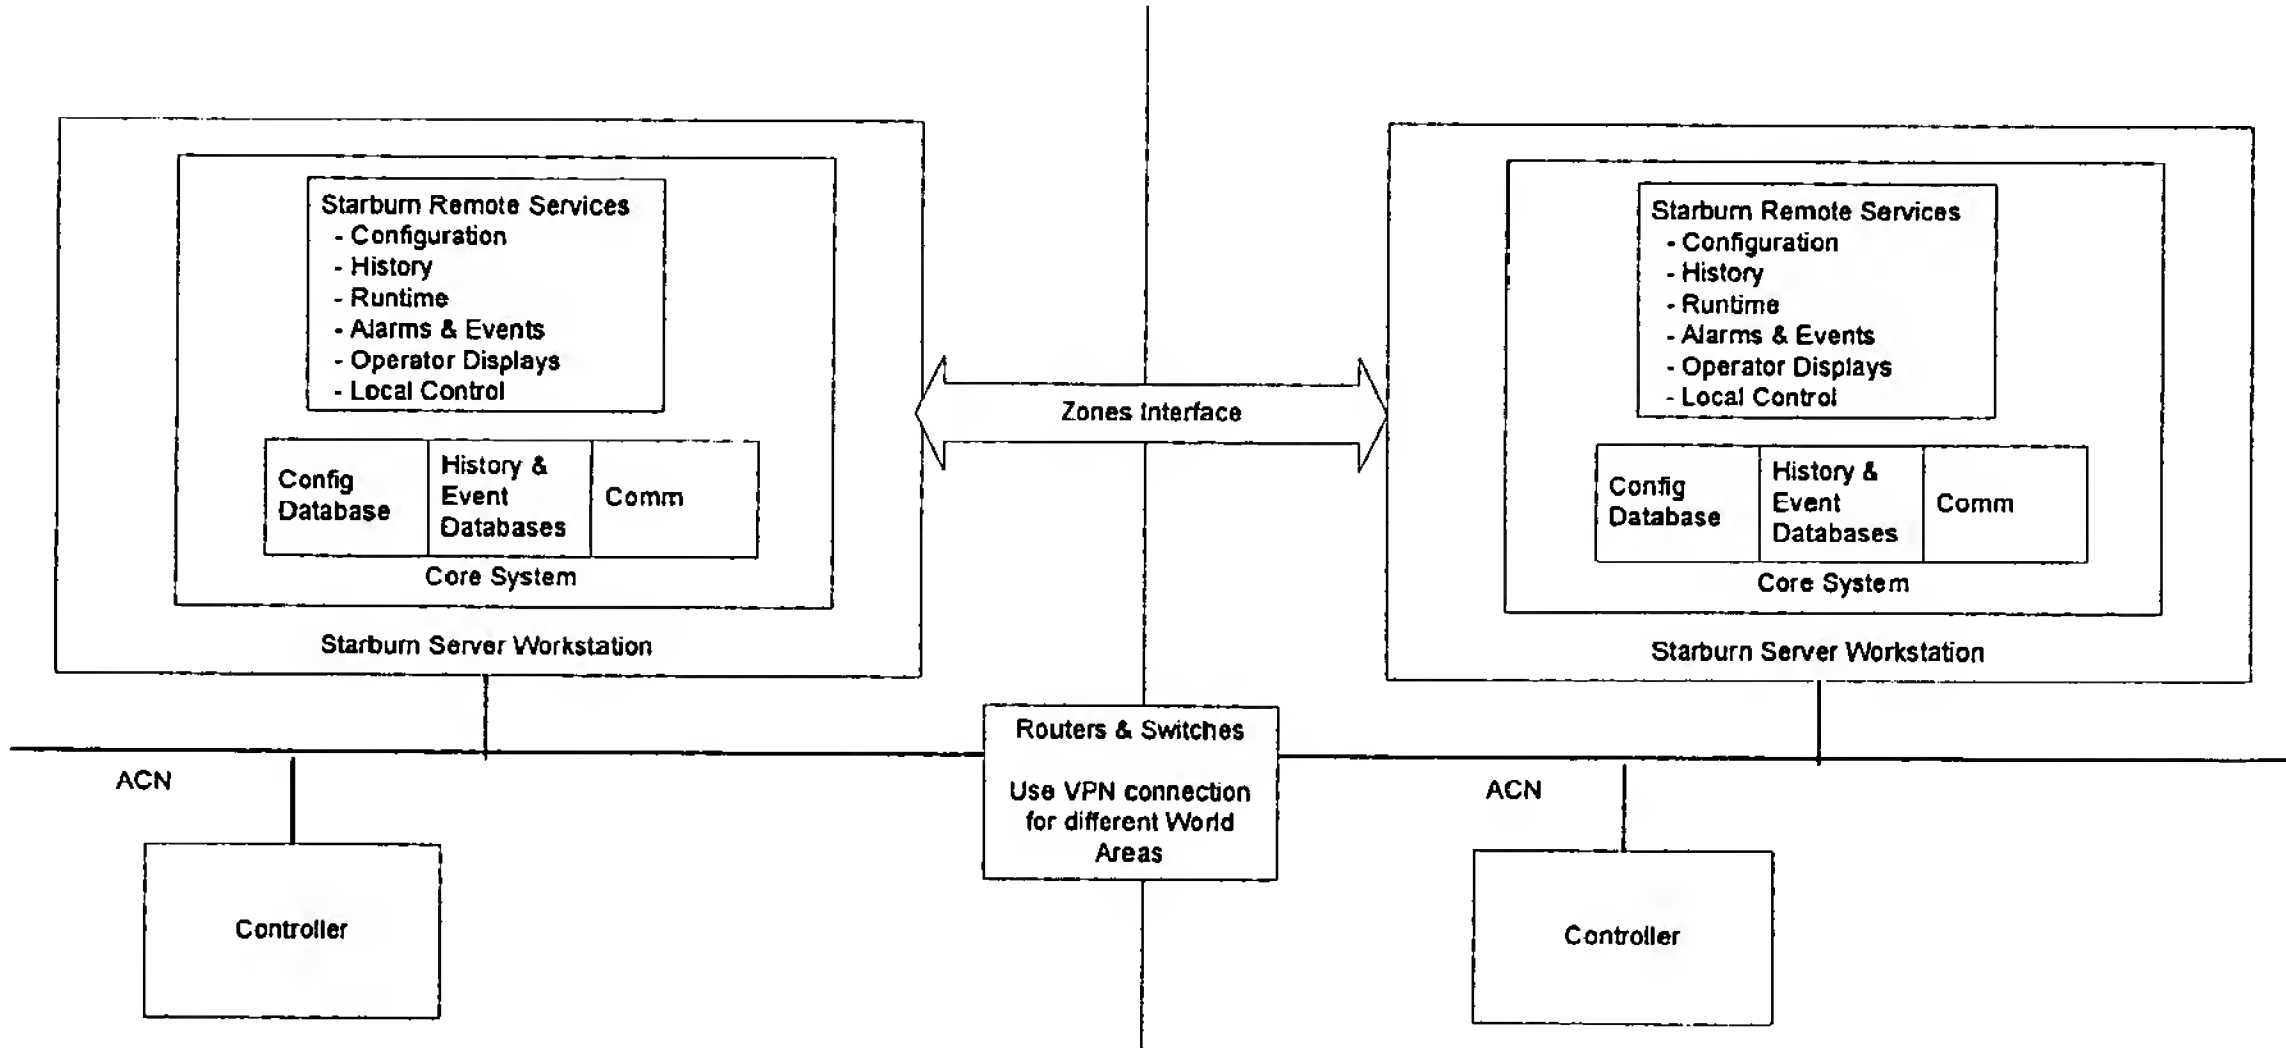 Starburn Remote Services
- Configuration
- History
- Runtime
- Alarms & Events
- Operator Displays
- Local Control
Config
Database
History &
Event
Databases
Comm
Core System
Starburn Server Workstation
Zones Interface
Starburn Remote Services
- Configuration
- History
- Runtime
- Alarms & Events
- Operator Displays
- Local Control
Config
Database
History &
Event
Databases
Comm
Core System
Starburn Server Workstation
Routers & Switches
Use VPN connection
for different World
Areas
ACN
ACN
Controller
Controller